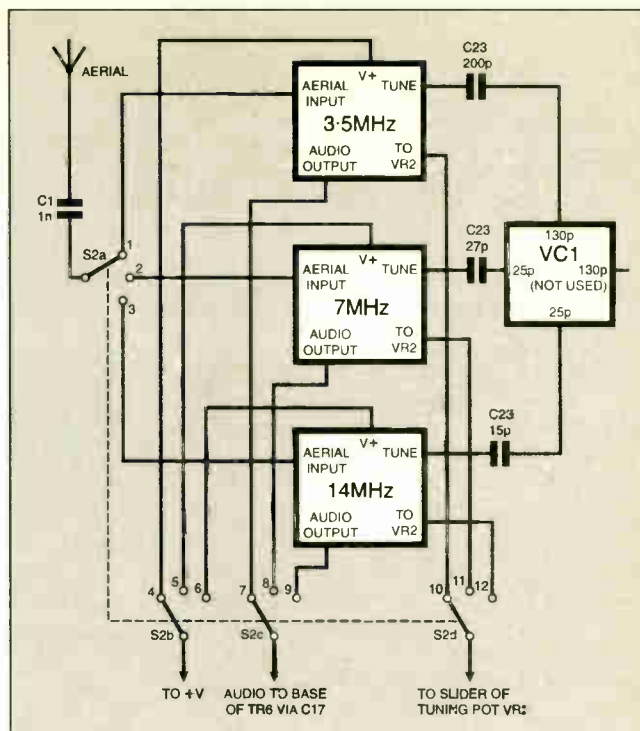 AERIAL
C1
1n
S2a
1
2
3
V+
AERIAL INPUT
TUNE
3·5MHz
AUDIO OUTPUT
TO VR2
C23
200p
V+
AERIAL INPUT
TUNE
7MHz
AUDIO OUTPUT
TO VR2
C23
27p
130p
25p
VC1
130p
(NOT USED)
25p
V+
AERIAL INPUT
TUNE
14MHz
AUDIO OUTPUT
TO VR2
C23
15p
4
5
6
7
8
9
10
11
12
S2b
S2c
S2d
TO +V
AUDIO TO BASE
OF TR6 VIA C17
TO SLIDER OF
TUNING POT VR2